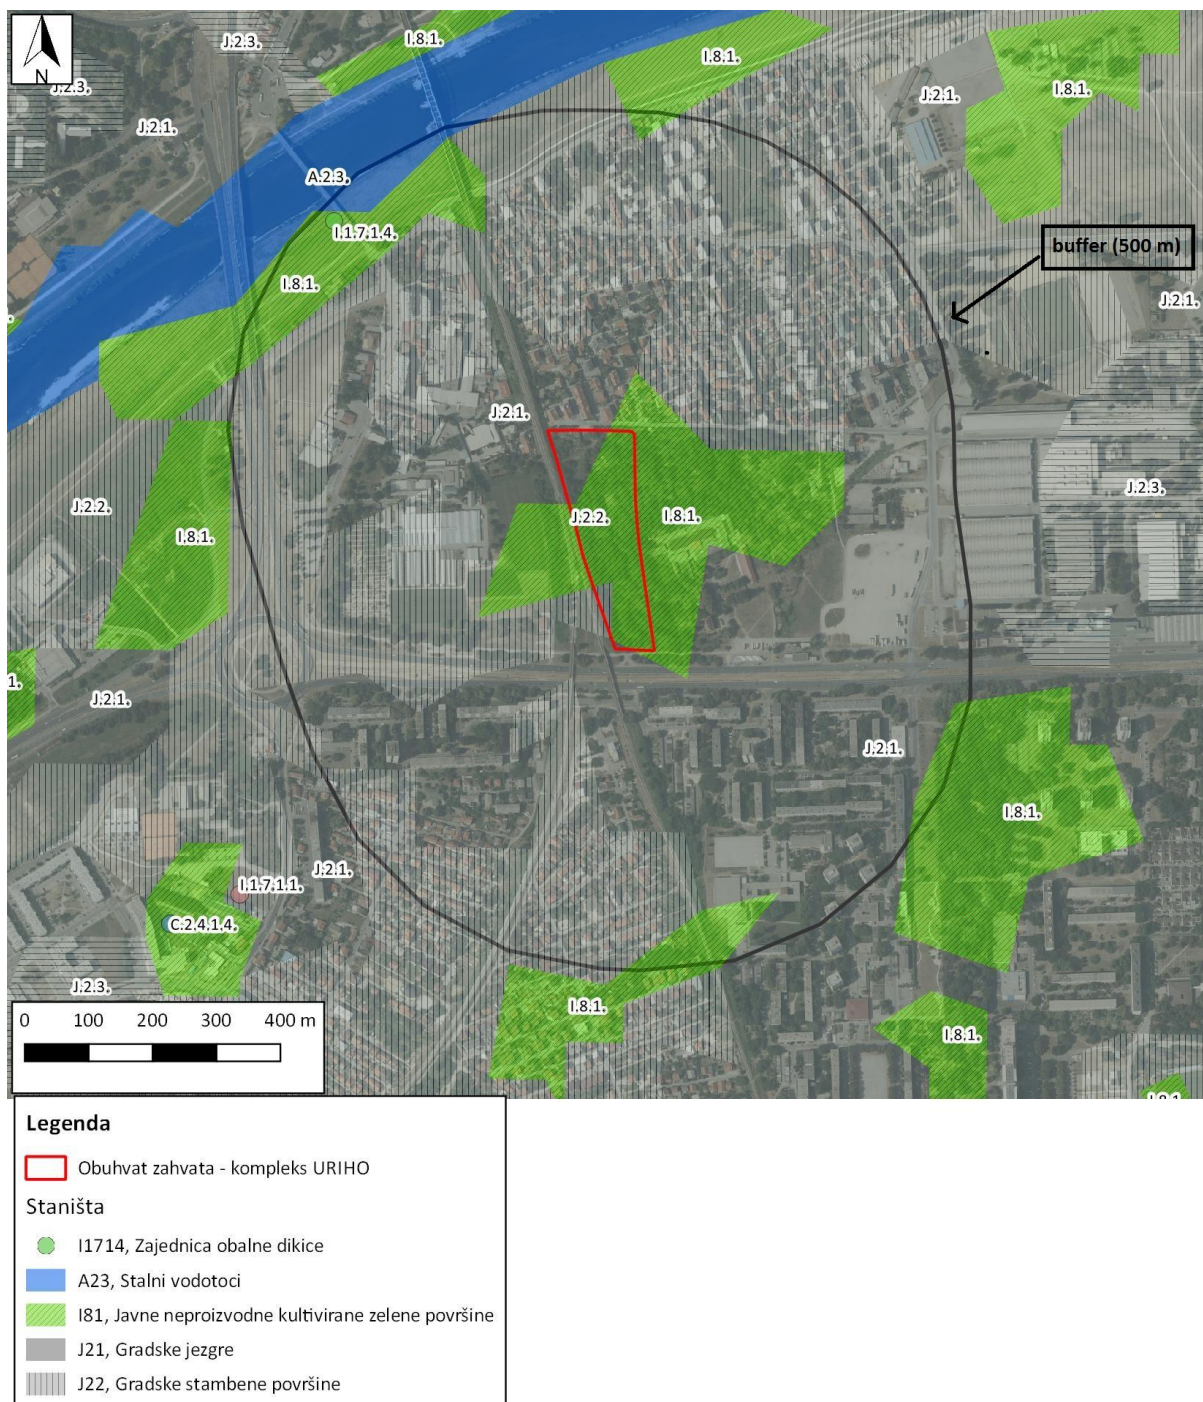 I.8.1.
J.2.3.
I.8.1.
N
J.2.3.
J.2.1.
I.8.1.
J.2.1.
A.2.3.
I.1.7.1.4.
buffer (500 m)
I.8.1.
J.2.1.
J.2.1.
J.2.3.
J.2.2.
J.2.2.
I.8.1.
I.8.1.
1.
J.2.1.
J.2.1.
I.8.1.
J.2.1.
I.1.7.1.1.
C.2.4.1.4.
J.2.3.
I.8.1.
I.8.1.
0 100 200 300 400 m
Legenda
Obuhvat zahvata - kompleks URIHO
Staništa
I1714, Zajednica obalne dikice
A23, Stalni vodotoci
I81, Javne neproizvodne kultivirane zelene površine
J21, Gradske jezgre
J22, Gradske stambene površine